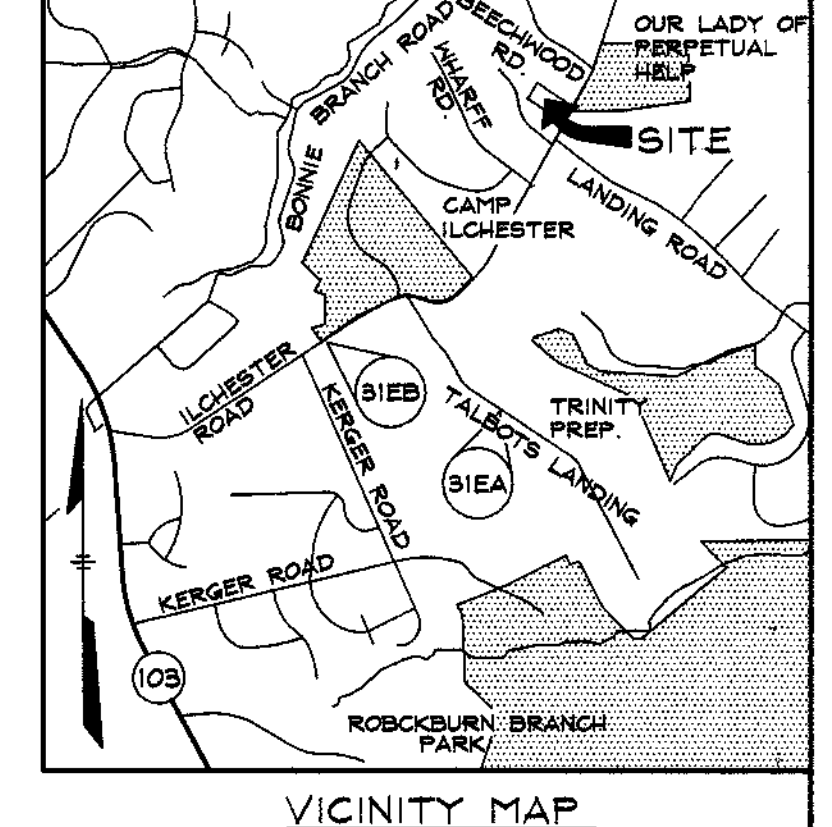 BEECHWOOD
RD.
OUR LADY OF
PERPETUAL
HELP
BONNIE BRANCH ROAD
WHARFF
RD.
SITE
LANDING ROAD
CAMP
ILCHESTER
ILCHESTER
ROAD
31EB
KERGER ROAD
TALBOTS LANDING
TRINITY
PREP.
31EA
KERGER ROAD
103
ROBCKBURN BRANCH
PARK
VICINITY MAP